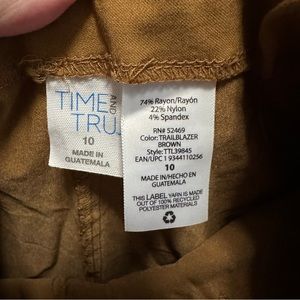 TIME
AND
TRU
10
MADE IN
GUATEMALA
74% Rayon/Rayón
22% Nylon
4% Spandex
RN# 52469
Color: TRAILBLAZER
BROWN
Style: TTL39845
EAN/UPC 1 9344110256
10
MADE IN/HECHO EN
GUATEMALA
THIS LABEL YARN IS MADE OF
100% RECYCLED
POLYESTER MATERIALS